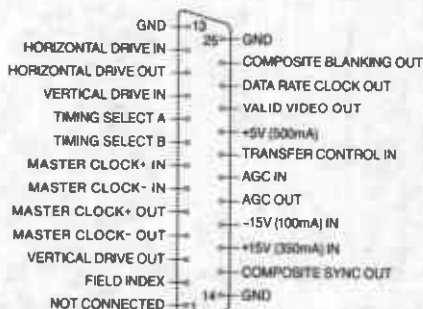 GND
13
HORIZONTAL DRIVE IN
HORIZONTAL DRIVE OUT
VERTICAL DRIVE IN
TIMING SELECT A
TIMING SELECT B
MASTER CLOCK+ IN
MASTER CLOCK- IN
MASTER CLOCK+ OUT
MASTER CLOCK- OUT
VERTICAL DRIVE OUT
FIELD INDEX
NOT CONNECTED
1
25
GND
COMPOSITE BLANKING OUT
DATA RATE CLOCK OUT
VALID VIDEO OUT
+5V (500mA)
TRANSFER CONTROL IN
AGC IN
AGC OUT
-15V (100mA) IN
+15V (350mA) IN
COMPOSITE SYNC OUT
14
GND